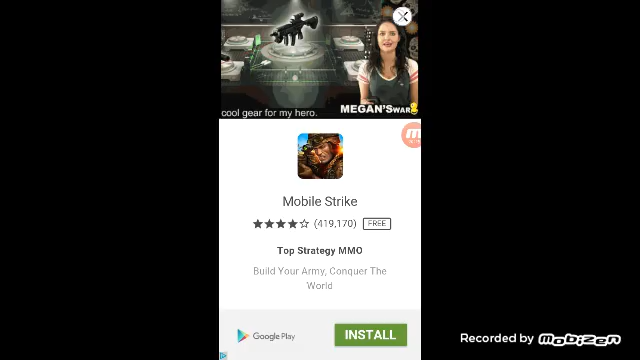 cool gear for my hero.
MEGAN'S WAR
Mobile Strike
(419,170) FREE
Top Strategy MMO
Build Your Army, Conquer The
World
Google Play
INSTALL
Recorded by mobizen